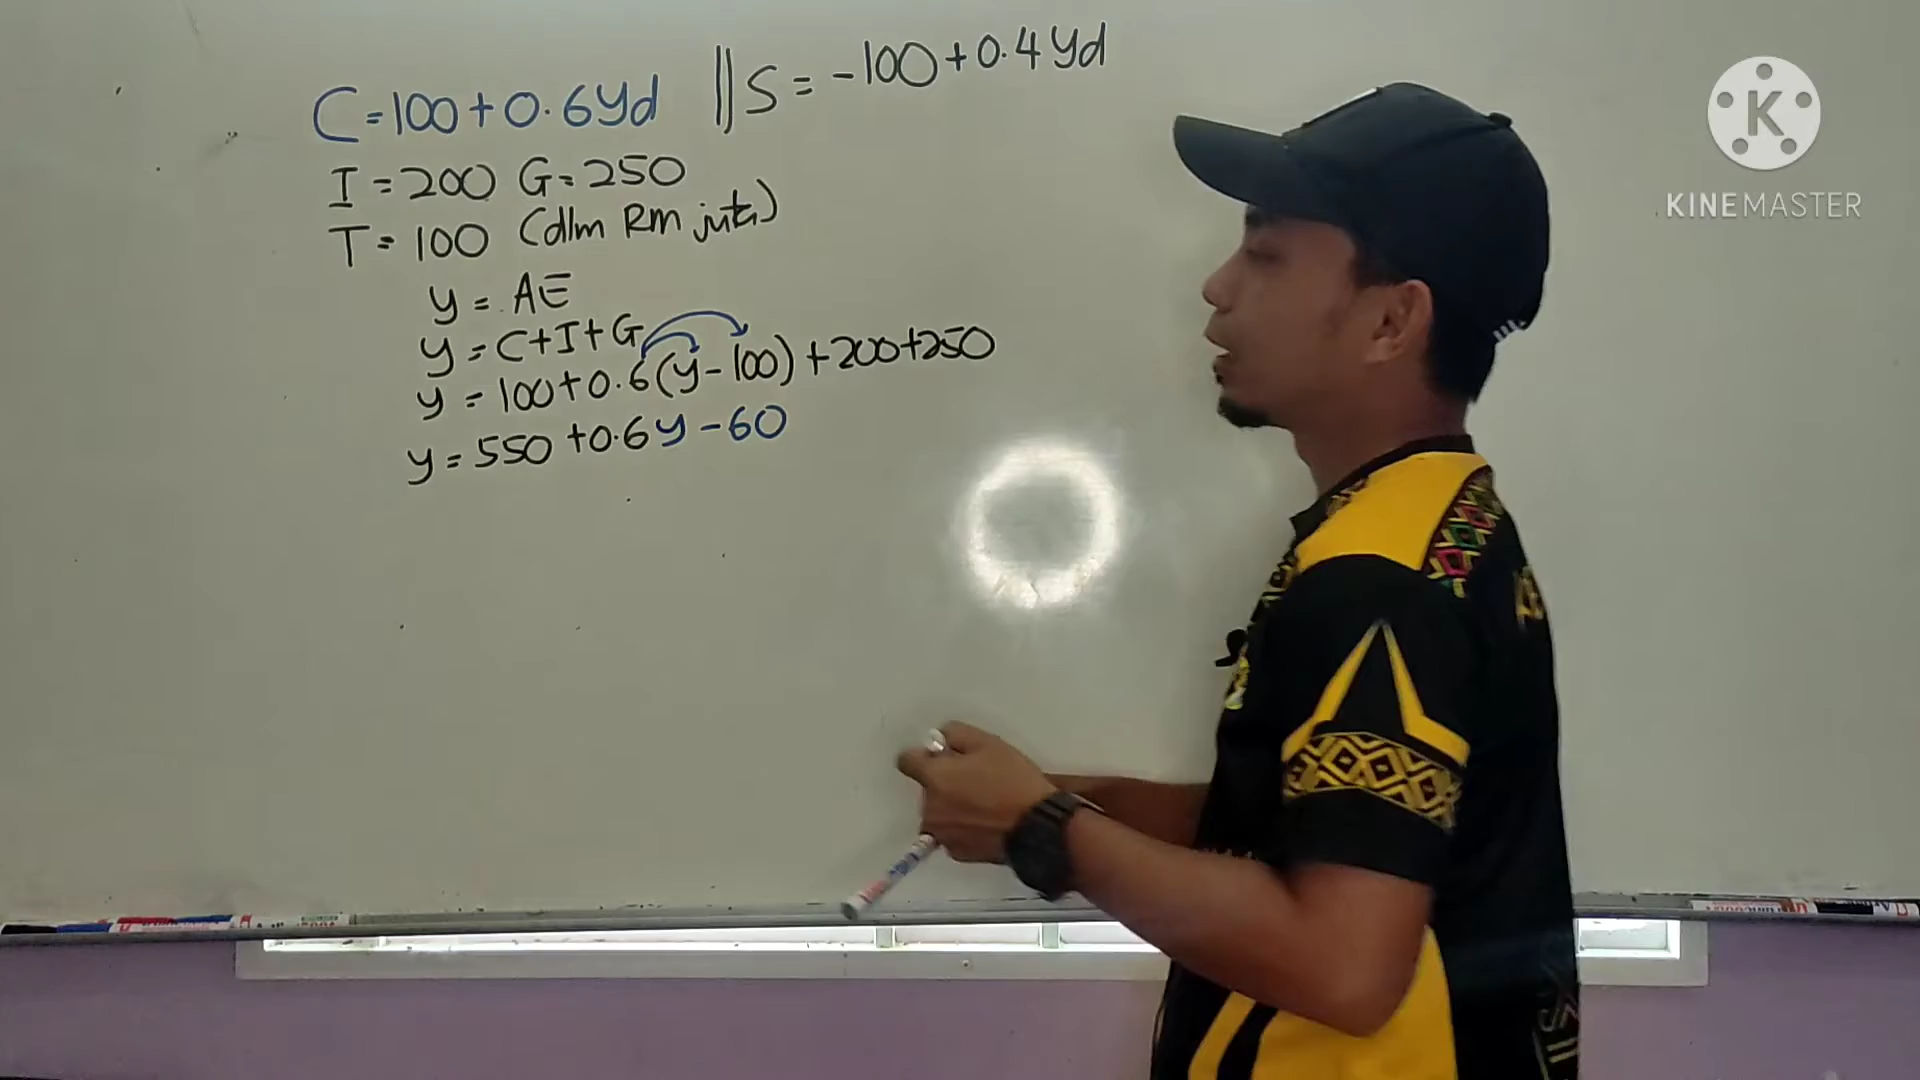 C=100+0.6Yd || S = -100+0.4Yd
I = 200 G=250
T= 100 (dlm RM juta)
y = AE
y = C+I+G
y = 100+0.6(y-100) +200+250
y = 550 +0.6y -60
K
KINEMASTER